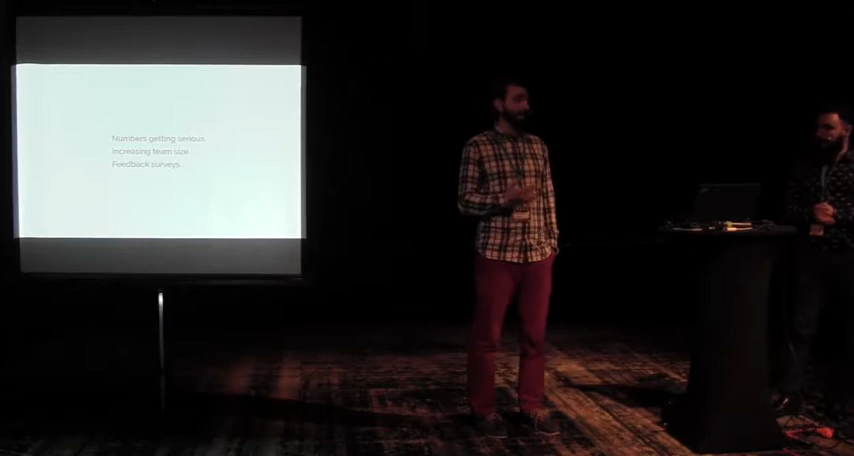 Numbers getting serious.
Increasing team size.
Feedback surveys.